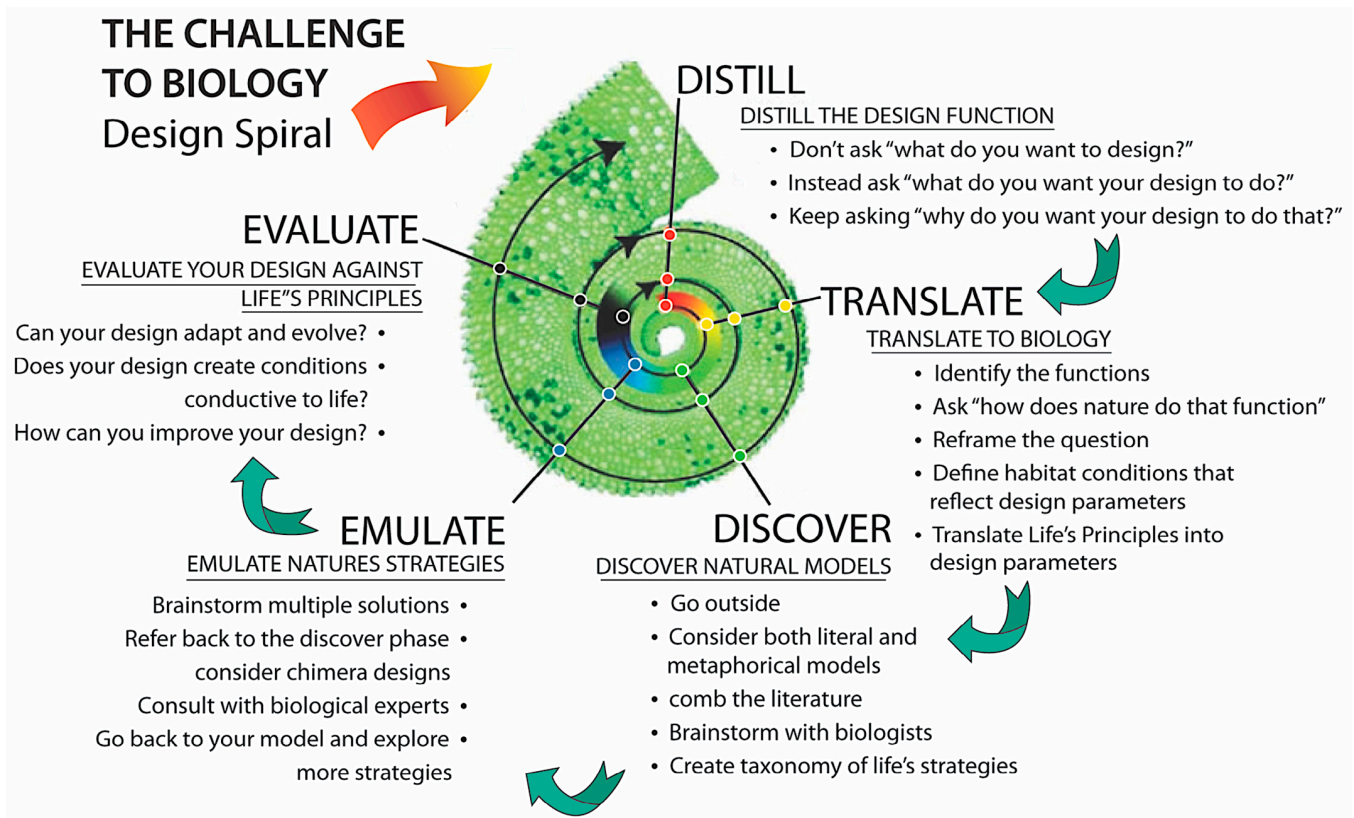 THE CHALLENGE
TO BIOLOGY
Design Spiral
DISTILL
DISTILL THE DESIGN FUNCTION
• Don’t ask “what do you want to design?”
• Instead ask “what do you want your design to do?”
• Keep asking “why do you want your design to do that?”
TRANSLATE
TRANSLATE TO BIOLOGY
• Identify the functions
• Ask “how does nature do that function”
• Reframe the question
• Define habitat conditions that
reflect design parameters
• Translate Life’s Principles into
design parameters
DISCOVER
DISCOVER NATURAL MODELS
• Go outside
• Consider both literal and
metaphorical models
• comb the literature
• Brainstorm with biologists
• Create taxonomy of life’s strategies
EMULATE
EMULATE NATURES STRATEGIES
Brainstorm multiple solutions •
Refer back to the discover phase •
consider chimera designs
Consult with biological experts •
Go back to your model and explore •
more strategies
EVALUATE
EVALUATE YOUR DESIGN AGAINST
LIFE”S PRINCIPLES
Can your design adapt and evolve? •
Does your design create conditions •
conductive to life?
How can you improve your design? •